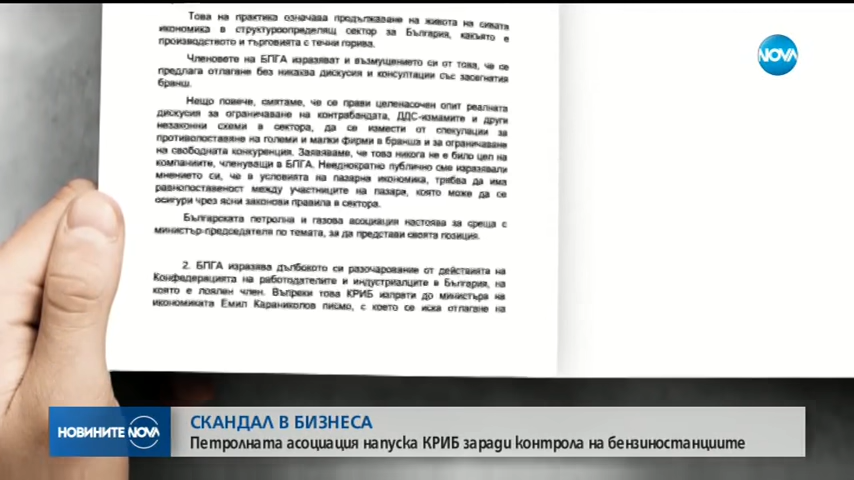 Това на практика означава продължаване на живота на сивата
икономика в структуроопределящ сектор за България, какъвто е
производството и търговията с течни горива.
Членовете на БПГА изразяват и възмущението си от това, че се
предлага отлагане без никаква дискусия и консултации със засегнатия
бранш.
Нещо повече, смятаме, че се прави целенасочен опит реалната
дискусия за ограничаване на контрабандата, ДДС-измамите и други
незаконни схеми в сектора, да се измести от спекулации за
противопоставяне на големи и малки фирми в бранша и за ограничаване
на свободната конкуренция. Заявяваме, че това никога не е било цел на
компаниите, членуващи в БПГА. Нееднократно публично сме изразявали
мнението си, че в условията на пазарна икономика, трябва да има
равнопоставеност между участниците на пазара, която може да се
осигури чрез ясни законови правила в сектора.
Българската петролна и газова асоциация настоява за среща с
министър-председателя по темата, за да представи своята позиция.
2. БПГА изразява дълбокото си разочарование от действията на
Конфедерацията на работодателите и индустриалците в България, на
която е лоялен член. Въпреки това КРИБ изпрати до министъра на
икономиката Емил Караниколов писмо, с което се иска отлагане на
NOVA
НОВИНИТЕ NOVA
СКАНДАЛ В БИЗНЕСА
Петролната асоциация напуска КРИБ заради контрола на бензиностанциите